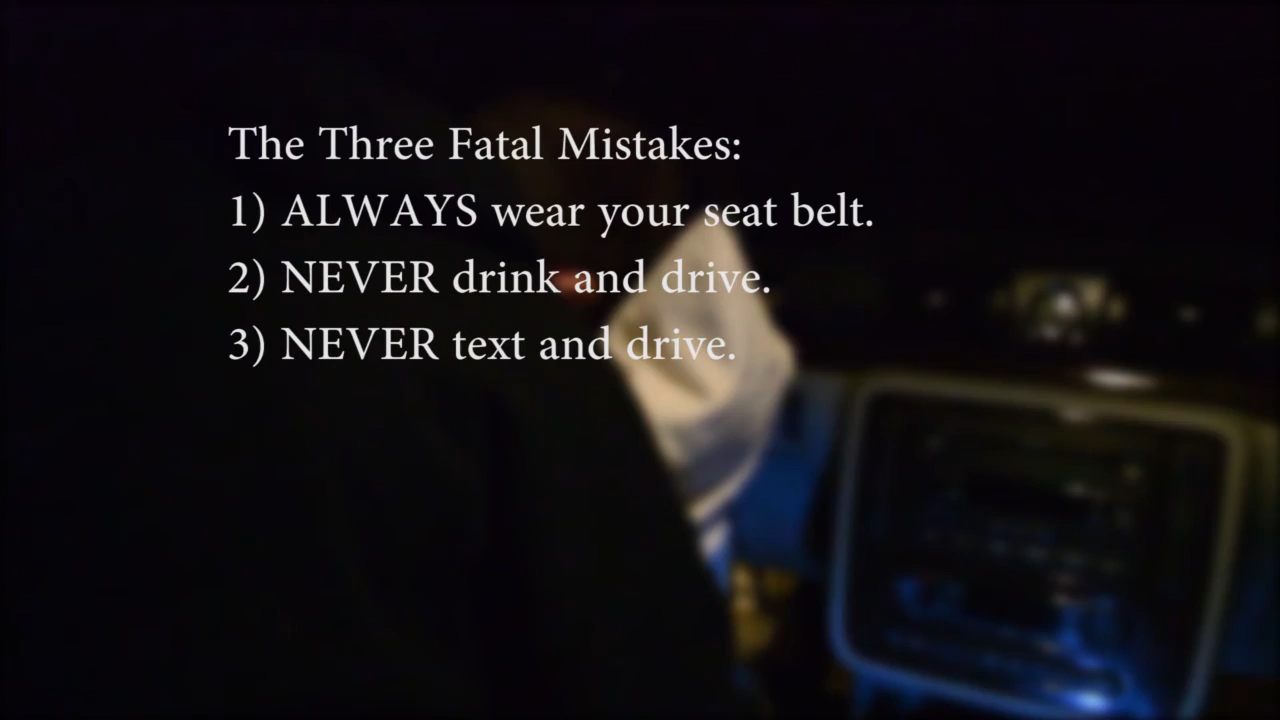 The Three Fatal Mistakes:
1) ALWAYS wear your seat belt.
2) NEVER drink and drive.
3) NEVER text and drive.